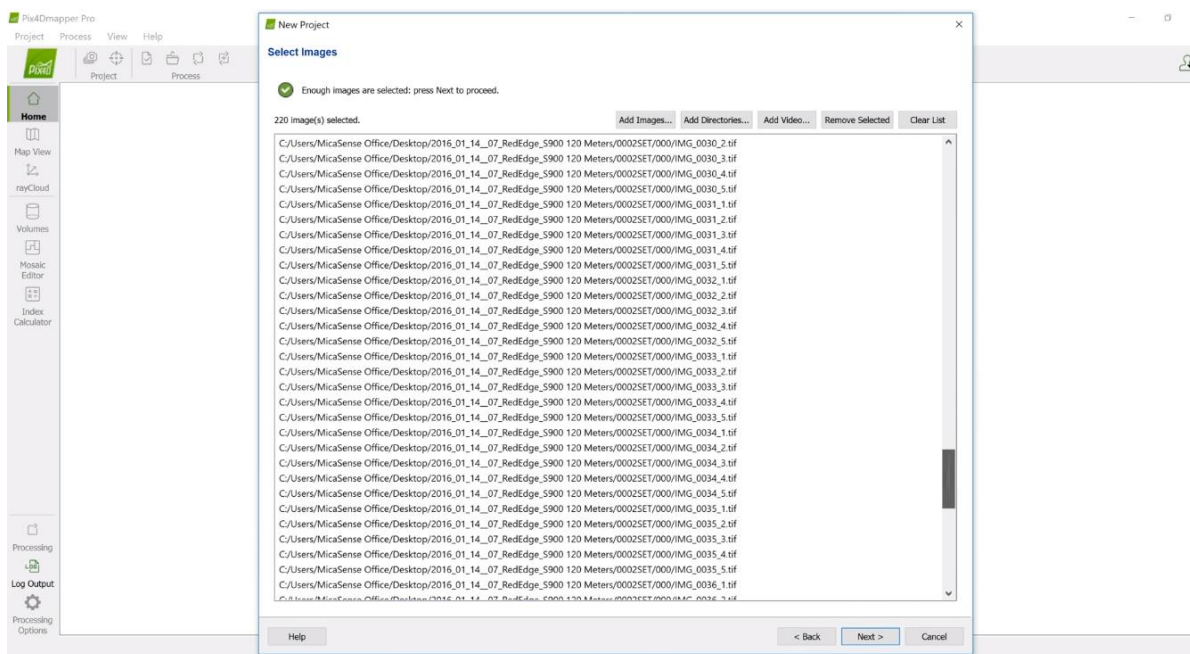 Pix4Dmapper Pro
Project Process View Help
PIX4D
Project Process
Home
Map View
rayCloud
Volumes
Mosaic
Editor
Index
Calculator
Processing
LOG
Log Output
Processing
Options
New Project
Select Images
Enough images are selected: press Next to proceed.
220 image(s) selected. Add Images... Add Directories... Add Video... Remove Selected Clear List
C:/Users/MicaSense Office/Desktop/2016_01_14__07_RedEdge_S900 120 Meters/0002SET/000/IMG_0030_2.tif
C:/Users/MicaSense Office/Desktop/2016_01_14__07_RedEdge_S900 120 Meters/0002SET/000/IMG_0030_3.tif
C:/Users/MicaSense Office/Desktop/2016_01_14__07_RedEdge_S900 120 Meters/0002SET/000/IMG_0030_4.tif
C:/Users/MicaSense Office/Desktop/2016_01_14__07_RedEdge_S900 120 Meters/0002SET/000/IMG_0030_5.tif
C:/Users/MicaSense Office/Desktop/2016_01_14__07_RedEdge_S900 120 Meters/0002SET/000/IMG_0031_1.tif
C:/Users/MicaSense Office/Desktop/2016_01_14__07_RedEdge_S900 120 Meters/0002SET/000/IMG_0031_2.tif
C:/Users/MicaSense Office/Desktop/2016_01_14__07_RedEdge_S900 120 Meters/0002SET/000/IMG_0031_3.tif
C:/Users/MicaSense Office/Desktop/2016_01_14__07_RedEdge_S900 120 Meters/0002SET/000/IMG_0031_4.tif
C:/Users/MicaSense Office/Desktop/2016_01_14__07_RedEdge_S900 120 Meters/0002SET/000/IMG_0031_5.tif
C:/Users/MicaSense Office/Desktop/2016_01_14__07_RedEdge_S900 120 Meters/0002SET/000/IMG_0032_1.tif
C:/Users/MicaSense Office/Desktop/2016_01_14__07_RedEdge_S900 120 Meters/0002SET/000/IMG_0032_2.tif
C:/Users/MicaSense Office/Desktop/2016_01_14__07_RedEdge_S900 120 Meters/0002SET/000/IMG_0032_3.tif
C:/Users/MicaSense Office/Desktop/2016_01_14__07_RedEdge_S900 120 Meters/0002SET/000/IMG_0032_4.tif
C:/Users/MicaSense Office/Desktop/2016_01_14__07_RedEdge_S900 120 Meters/0002SET/000/IMG_0032_5.tif
C:/Users/MicaSense Office/Desktop/2016_01_14__07_RedEdge_S900 120 Meters/0002SET/000/IMG_0033_1.tif
C:/Users/MicaSense Office/Desktop/2016_01_14__07_RedEdge_S900 120 Meters/0002SET/000/IMG_0033_2.tif
C:/Users/MicaSense Office/Desktop/2016_01_14__07_RedEdge_S900 120 Meters/0002SET/000/IMG_0033_3.tif
C:/Users/MicaSense Office/Desktop/2016_01_14__07_RedEdge_S900 120 Meters/0002SET/000/IMG_0033_4.tif
C:/Users/MicaSense Office/Desktop/2016_01_14__07_RedEdge_S900 120 Meters/0002SET/000/IMG_0033_5.tif
C:/Users/MicaSense Office/Desktop/2016_01_14__07_RedEdge_S900 120 Meters/0002SET/000/IMG_0034_1.tif
C:/Users/MicaSense Office/Desktop/2016_01_14__07_RedEdge_S900 120 Meters/0002SET/000/IMG_0034_2.tif
C:/Users/MicaSense Office/Desktop/2016_01_14__07_RedEdge_S900 120 Meters/0002SET/000/IMG_0034_3.tif
C:/Users/MicaSense Office/Desktop/2016_01_14__07_RedEdge_S900 120 Meters/0002SET/000/IMG_0034_4.tif
C:/Users/MicaSense Office/Desktop/2016_01_14__07_RedEdge_S900 120 Meters/0002SET/000/IMG_0034_5.tif
C:/Users/MicaSense Office/Desktop/2016_01_14__07_RedEdge_S900 120 Meters/0002SET/000/IMG_0035_1.tif
C:/Users/MicaSense Office/Desktop/2016_01_14__07_RedEdge_S900 120 Meters/0002SET/000/IMG_0035_2.tif
C:/Users/MicaSense Office/Desktop/2016_01_14__07_RedEdge_S900 120 Meters/0002SET/000/IMG_0035_3.tif
C:/Users/MicaSense Office/Desktop/2016_01_14__07_RedEdge_S900 120 Meters/0002SET/000/IMG_0035_4.tif
C:/Users/MicaSense Office/Desktop/2016_01_14__07_RedEdge_S900 120 Meters/0002SET/000/IMG_0035_5.tif
C:/Users/MicaSense Office/Desktop/2016_01_14__07_RedEdge_S900 120 Meters/0002SET/000/IMG_0036_1.tif
C:/Users/MicaSense Office/Desktop/2016_01_14__07_RedEdge_S900 120 Meters/0002SET/000/IMG_0036_2.tif
Help < Back Next > Cancel